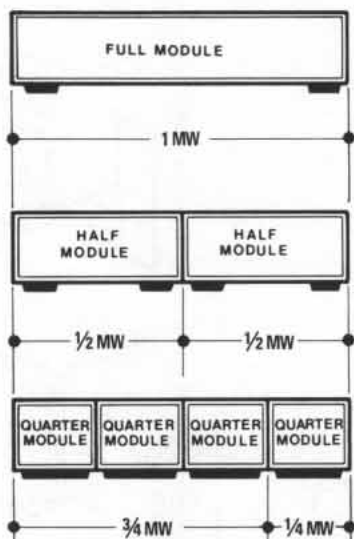 FULL MODULE
1 MW
HALF
MODULE
HALF
MODULE
½ MW
½ MW
QUARTER
MODULE
QUARTER
MODULE
QUARTER
MODULE
QUARTER
MODULE
¾ MW
¼ MW